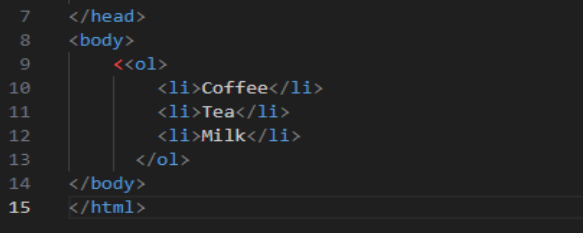 7 </head>
8 <body>
9 <<ol>
10 <li>Coffee</li>
11 <li>Tea</li>
12 <li>Milk</li>
13 </ol>
14 </body>
15 </html>